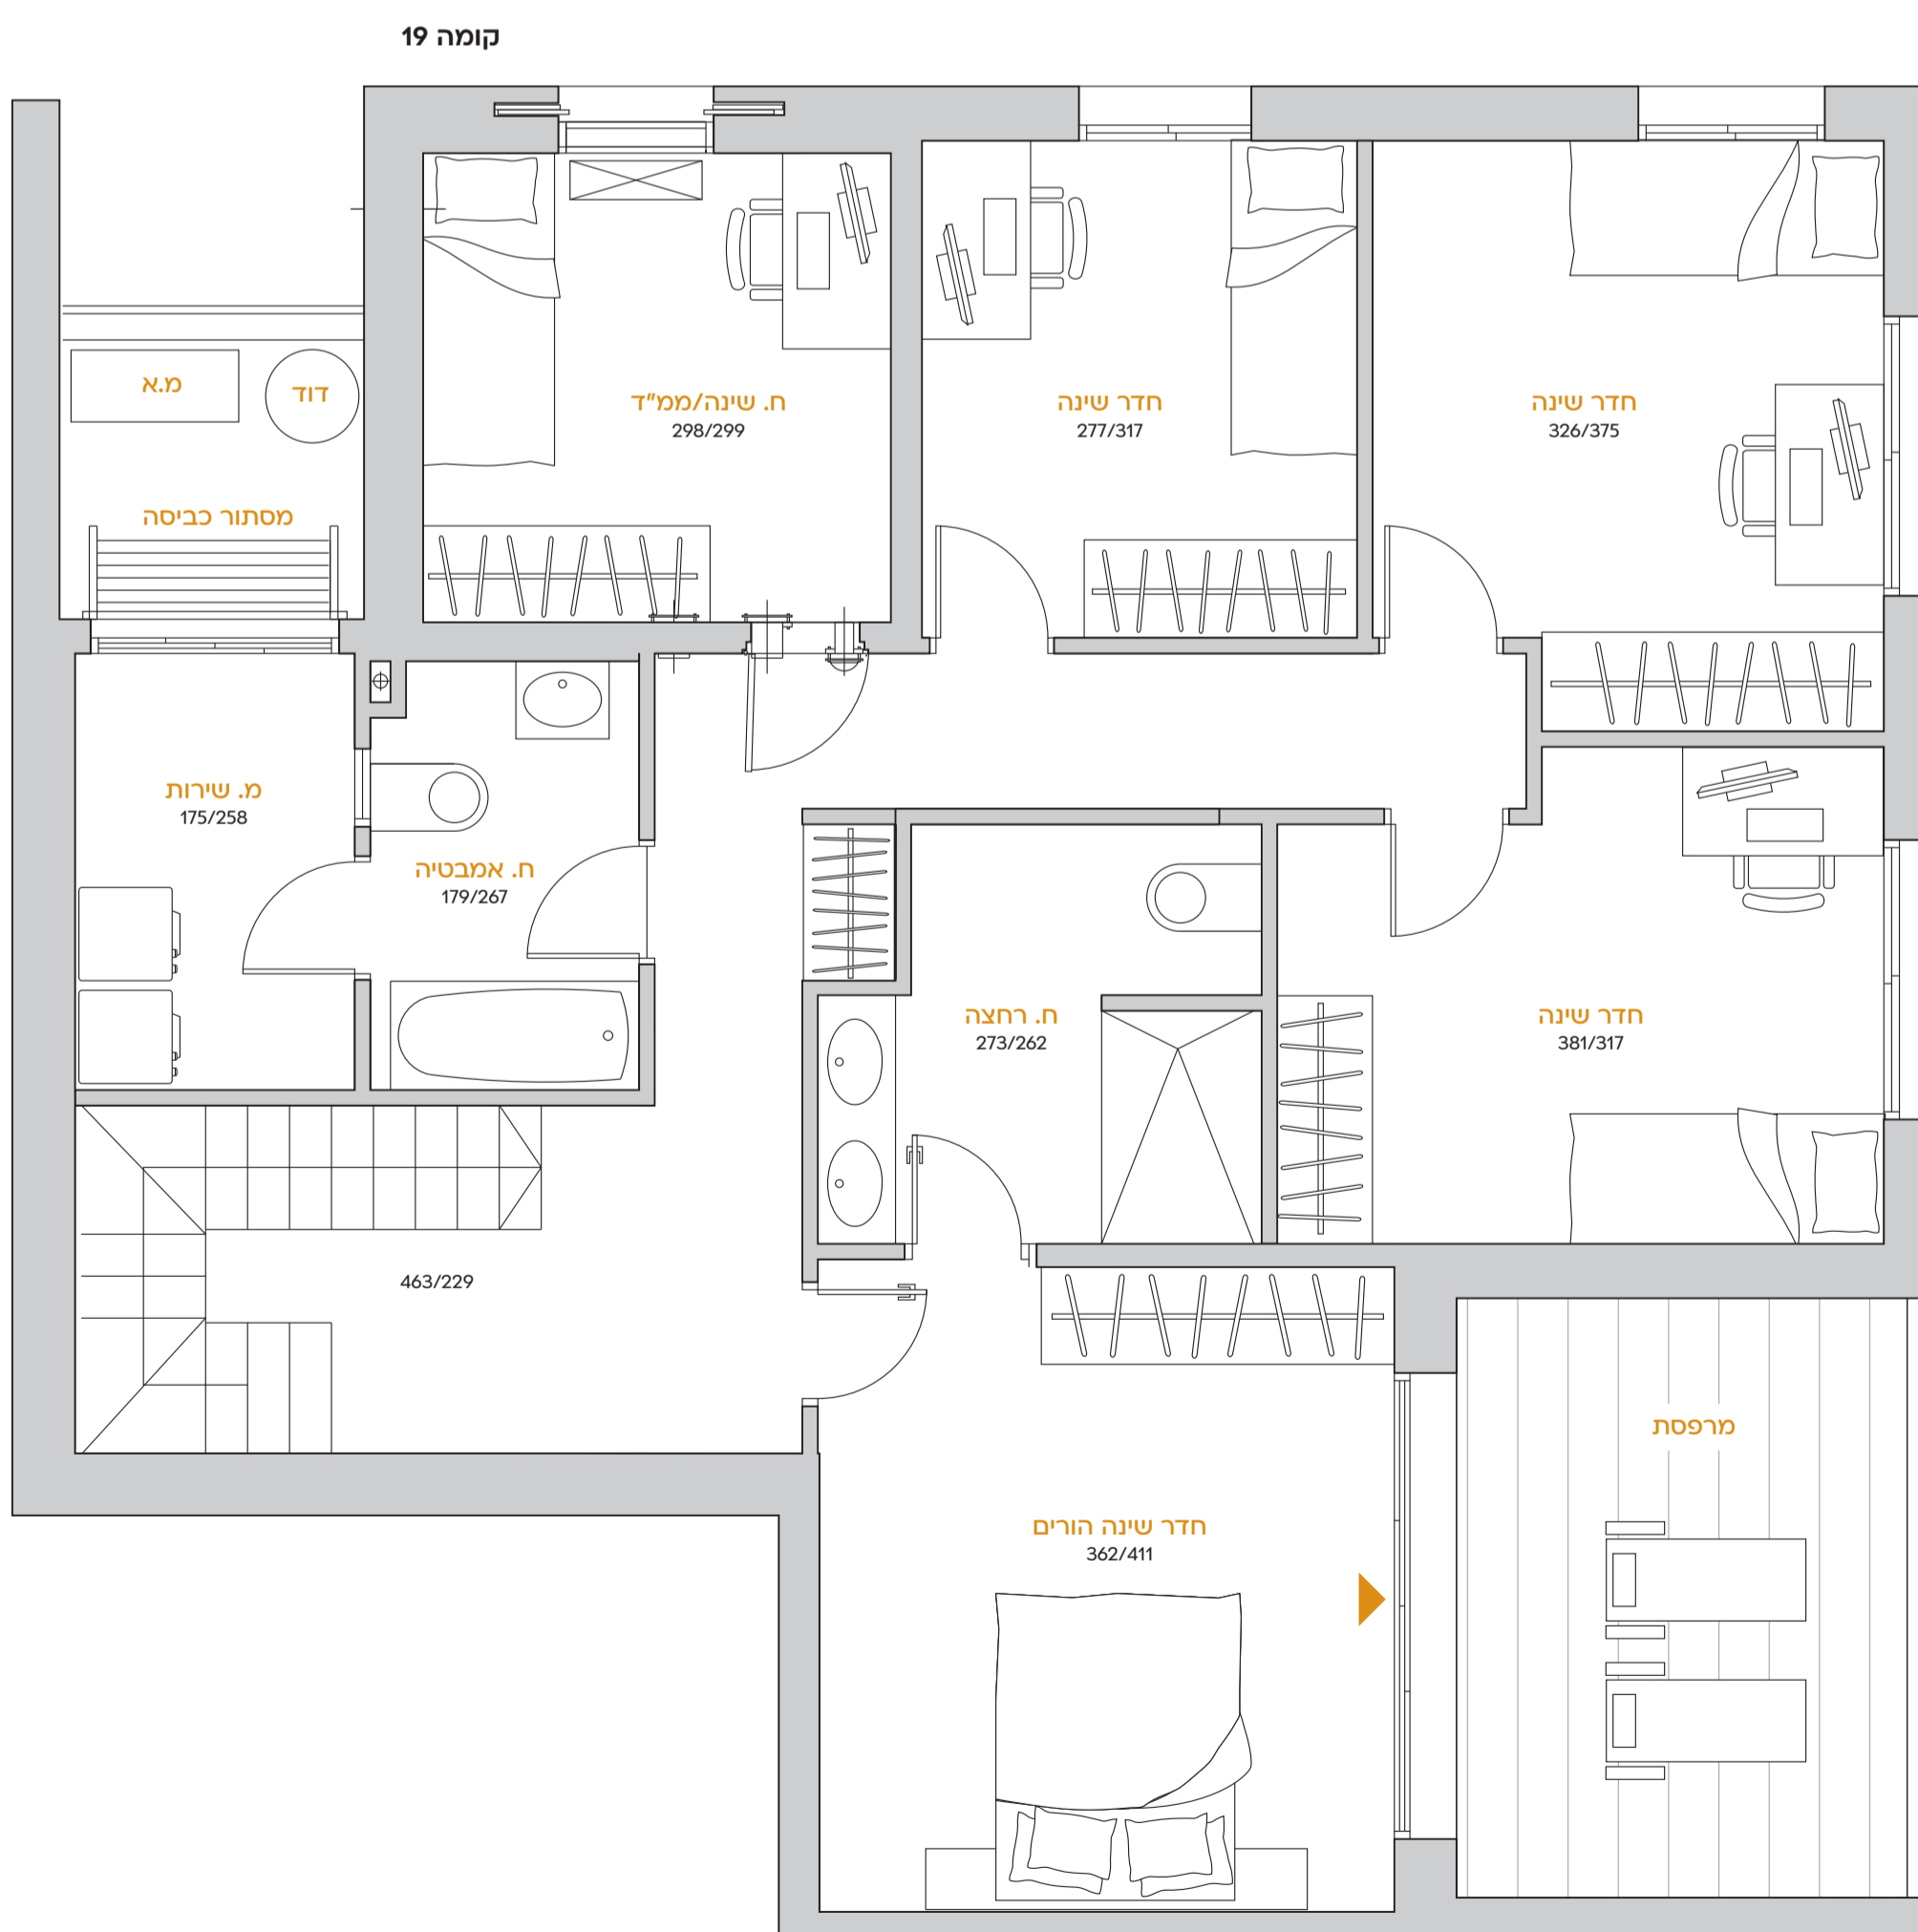 קומה 19
מ.א
דוד
מסתור כביסה
ח. שינה/ממ"ד
298/299
חדר שינה
277/317
חדר שינה
326/375
מ. שירות
175/258
ח. אמבטיה
179/267
ח. רחצה
273/262
חדר שינה
381/317
463/229
מרפסת
חדר שינה הורים
362/411